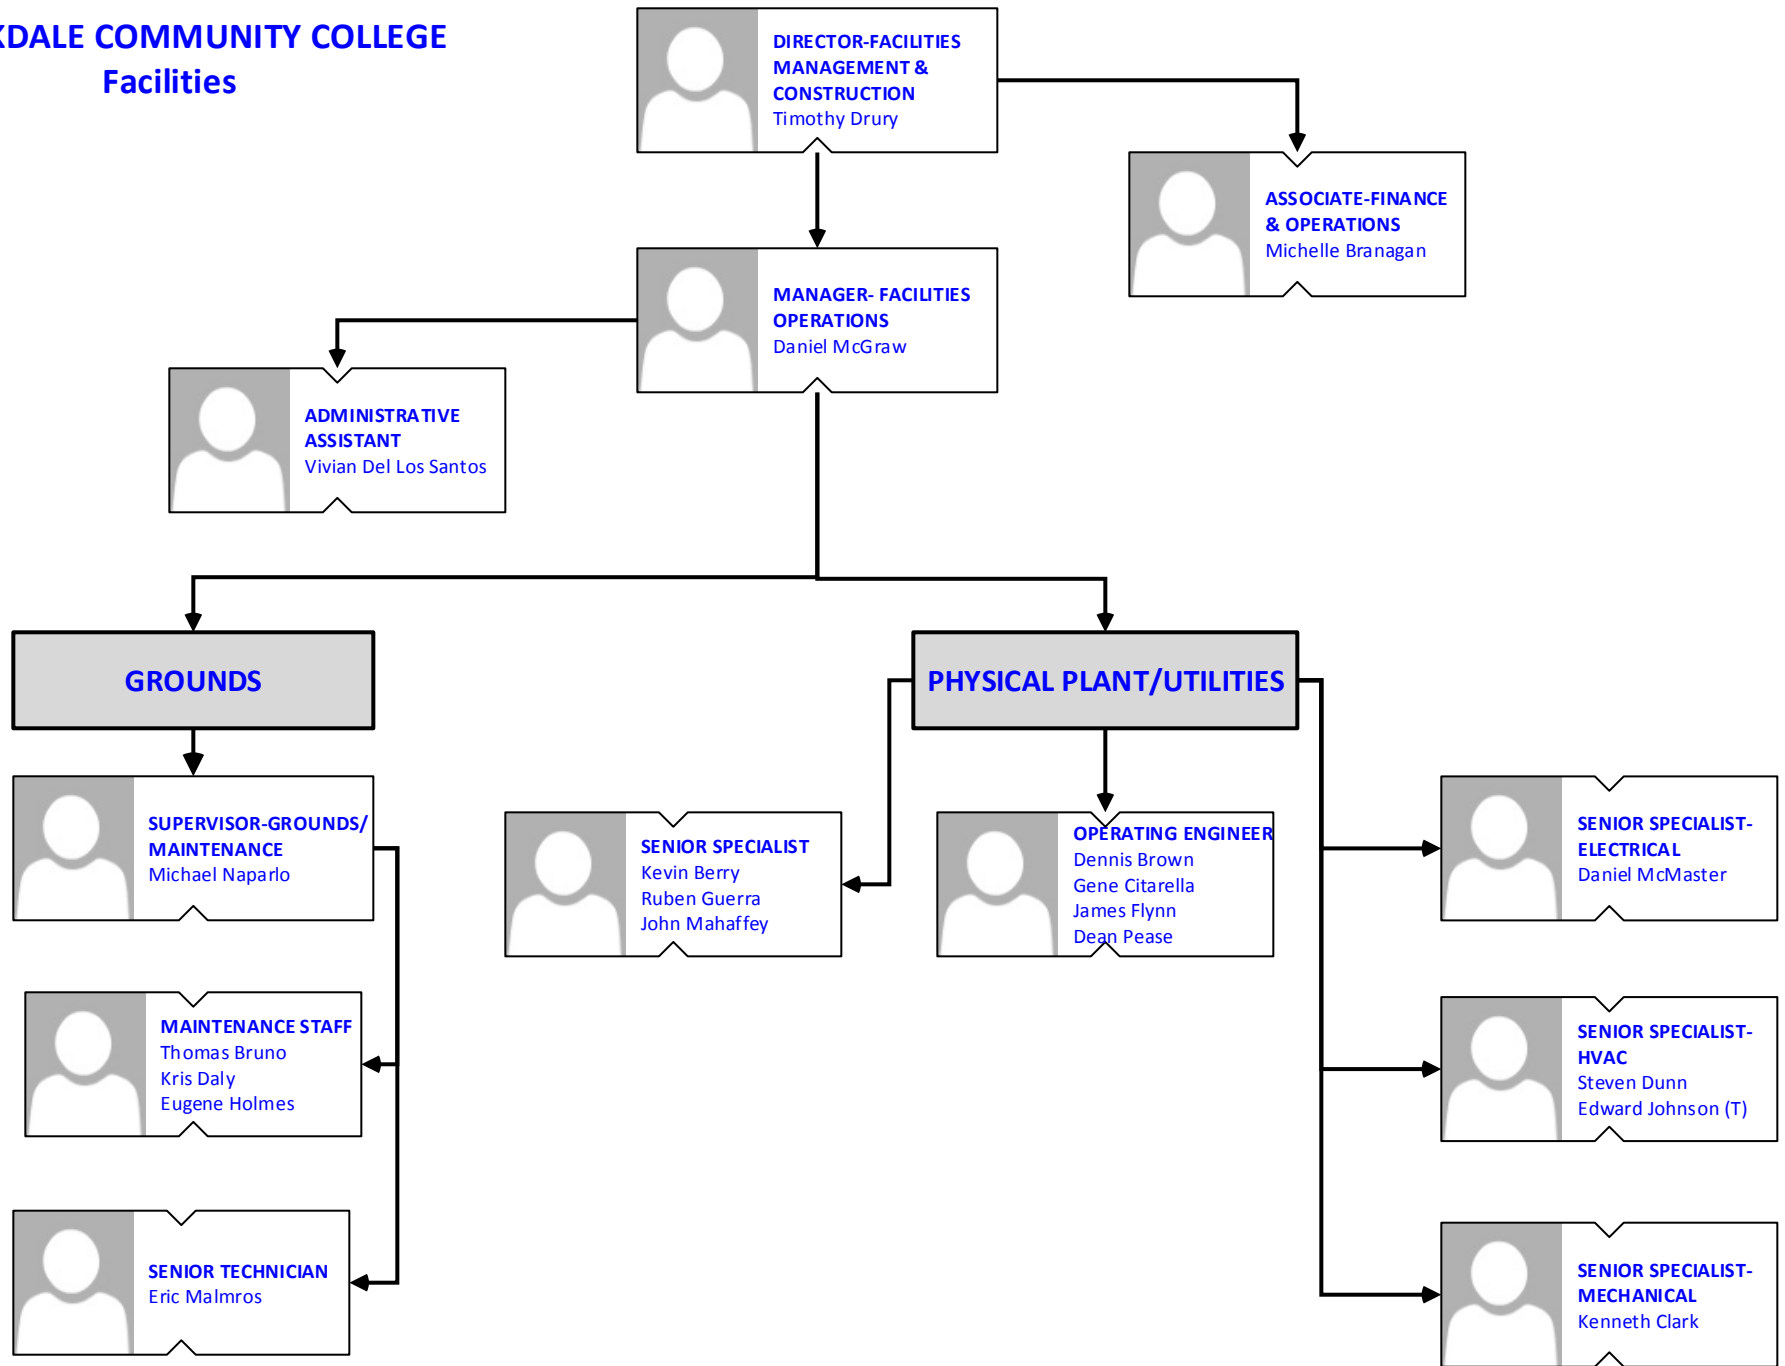 COMMUNITY COLLEGE
Facilities
DIRECTOR-FACILITIES
MANAGEMENT &
CONSTRUCTION
Timothy Drury
ASSOCIATE-FINANCE
& OPERATIONS
Michelle Branagan
MANAGER- FACILITIES
OPERATIONS
Daniel McGraw
ADMINISTRATIVE
ASSISTANT
Vivian Del Los Santos
GROUNDS
PHYSICAL PLANT/UTILITIES
SUPERVISOR-GROUNDS/
MAINTENANCE
Michael Naparlo
SENIOR SPECIALIST
Kevin Berry
Ruben Guerra
John Mahaffey
OPERATING ENGINEER
Dennis Brown
Gene Citarella
James Flynn
Dean Pease
SENIOR SPECIALIST-
ELECTRICAL
Daniel McMaster
MAINTENANCE STAFF
Thomas Bruno
Kris Daly
Eugene Holmes
SENIOR SPECIALIST-
HVAC
Steven Dunn
Edward Johnson (T)
SENIOR TECHNICIAN
Eric Malmros
SENIOR SPECIALIST-
MECHANICAL
Kenneth Clark